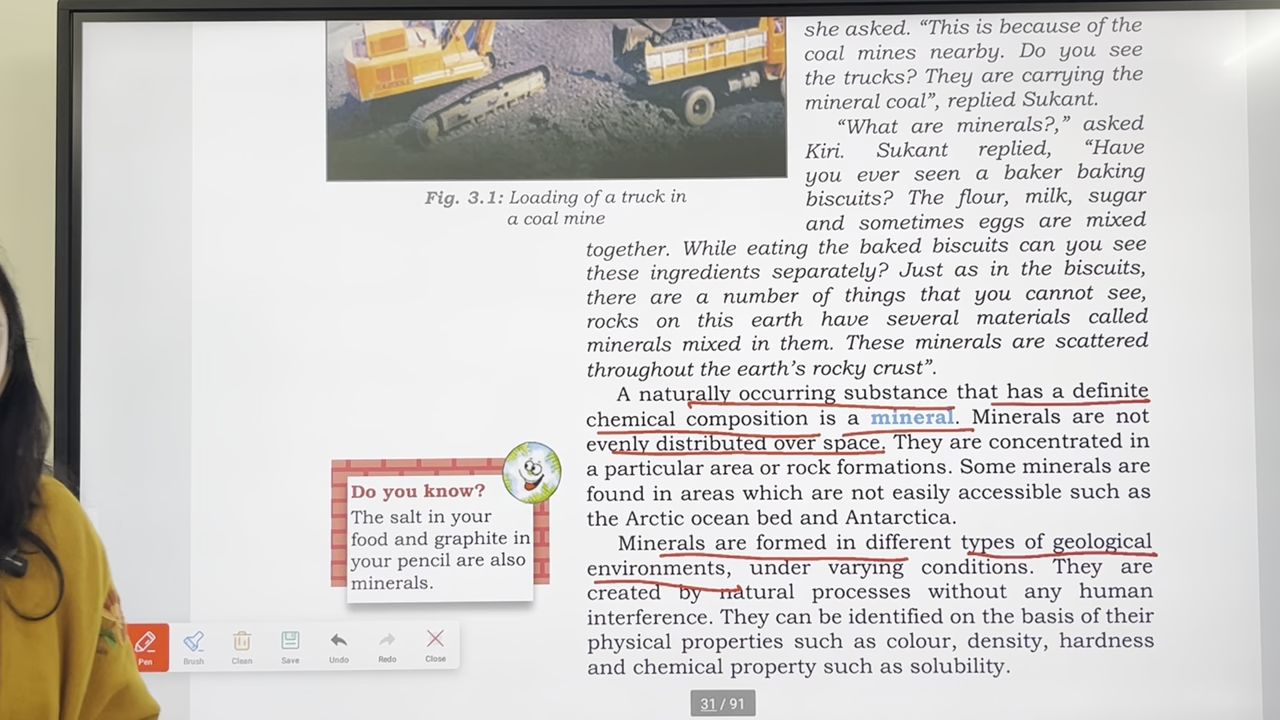 she asked. “This is because of the
coal mines nearby. Do you see
the trucks? They are carrying the
mineral coal”, replied Sukant.
“What are minerals?,” asked
Kiri. Sukant replied, “Have
you ever seen a baker baking
biscuits? The flour, milk, sugar
and sometimes eggs are mixed
together. While eating the baked biscuits can you see
these ingredients separately? Just as in the biscuits,
there are a number of things that you cannot see,
rocks on this earth have several materials called
minerals mixed in them. These minerals are scattered
throughout the earth’s rocky crust”.
Fig. 3.1: Loading of a truck in
a coal mine
A naturally occurring substance that has a definite
chemical composition is a mineral. Minerals are not
evenly distributed over space. They are concentrated in
a particular area or rock formations. Some minerals are
found in areas which are not easily accessible such as
the Arctic ocean bed and Antarctica.
Minerals are formed in different types of geological
environments, under varying conditions. They are
created by natural processes without any human
interference. They can be identified on the basis of their
physical properties such as colour, density, hardness
and chemical property such as solubility.
Do you know?
The salt in your
food and graphite in
your pencil are also
minerals.
Pen
Brush
Clean
Save
Undo
Redo
Close
31 / 91